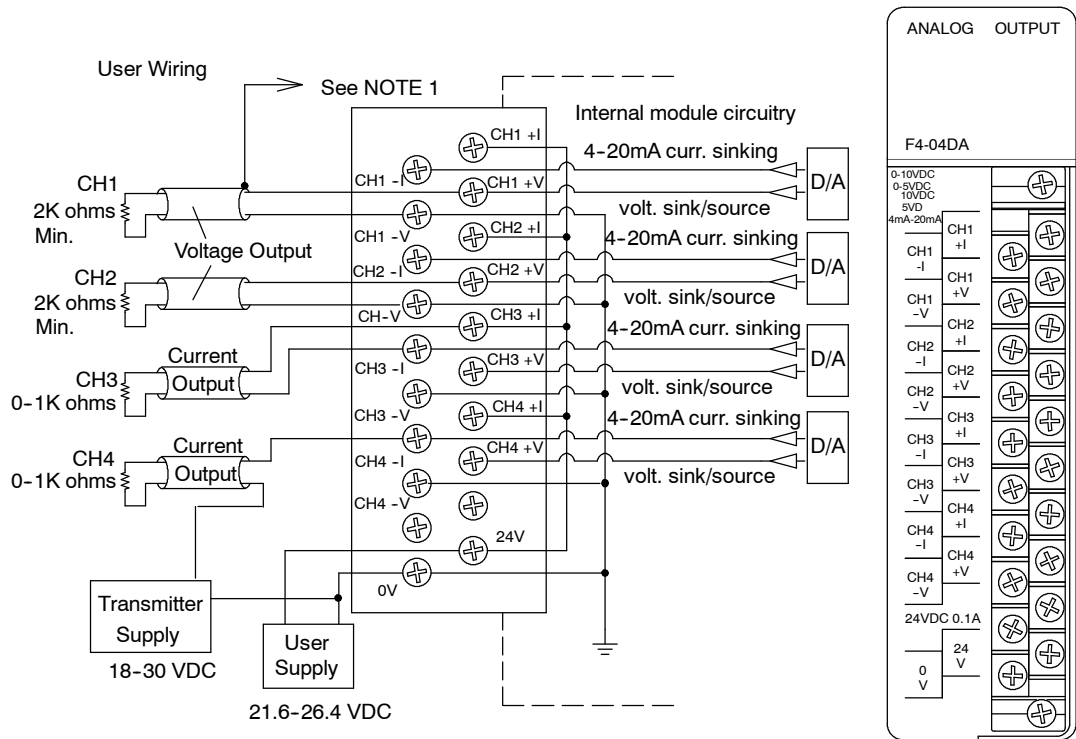 User Wiring
See NOTE 1
Internal module circuitry
CH1
2K ohms
Min.
Voltage Output
CH2
2K ohms
Min.
CH3
0-1K ohms
Current
Output
CH4
0-1K ohms
Current
Output
Transmitter
Supply
18-30 VDC
User
Supply
21.6-26.4 VDC
CH1 +I
CH1 -I
CH1 +V
CH1 -V
CH2 +I
CH2 -I
CH2 +V
CH-V
CH3 +I
CH3 -I
CH3 +V
CH3 -V
CH4 +I
CH4 -I
CH4 +V
CH4 -V
24V
0V
4-20mA curr. sinking
volt. sink/source
D/A
4-20mA curr. sinking
volt. sink/source
D/A
4-20mA curr. sinking
volt. sink/source
D/A
4-20mA curr. sinking
volt. sink/source
D/A
ANALOG OUTPUT
F4-04DA
0-10VDC
0-5VDC
10VDC
5VD
4mA-20mA
CH1
+I
CH1
-I
CH1
+V
CH1
-V
CH2
+I
CH2
-I
CH2
+V
CH2
-V
CH3
+I
CH3
-I
CH3
+V
CH3
-V
CH4
+I
CH4
-I
CH4
+V
CH4
-V
24VDC 0.1A
24
V
0
V